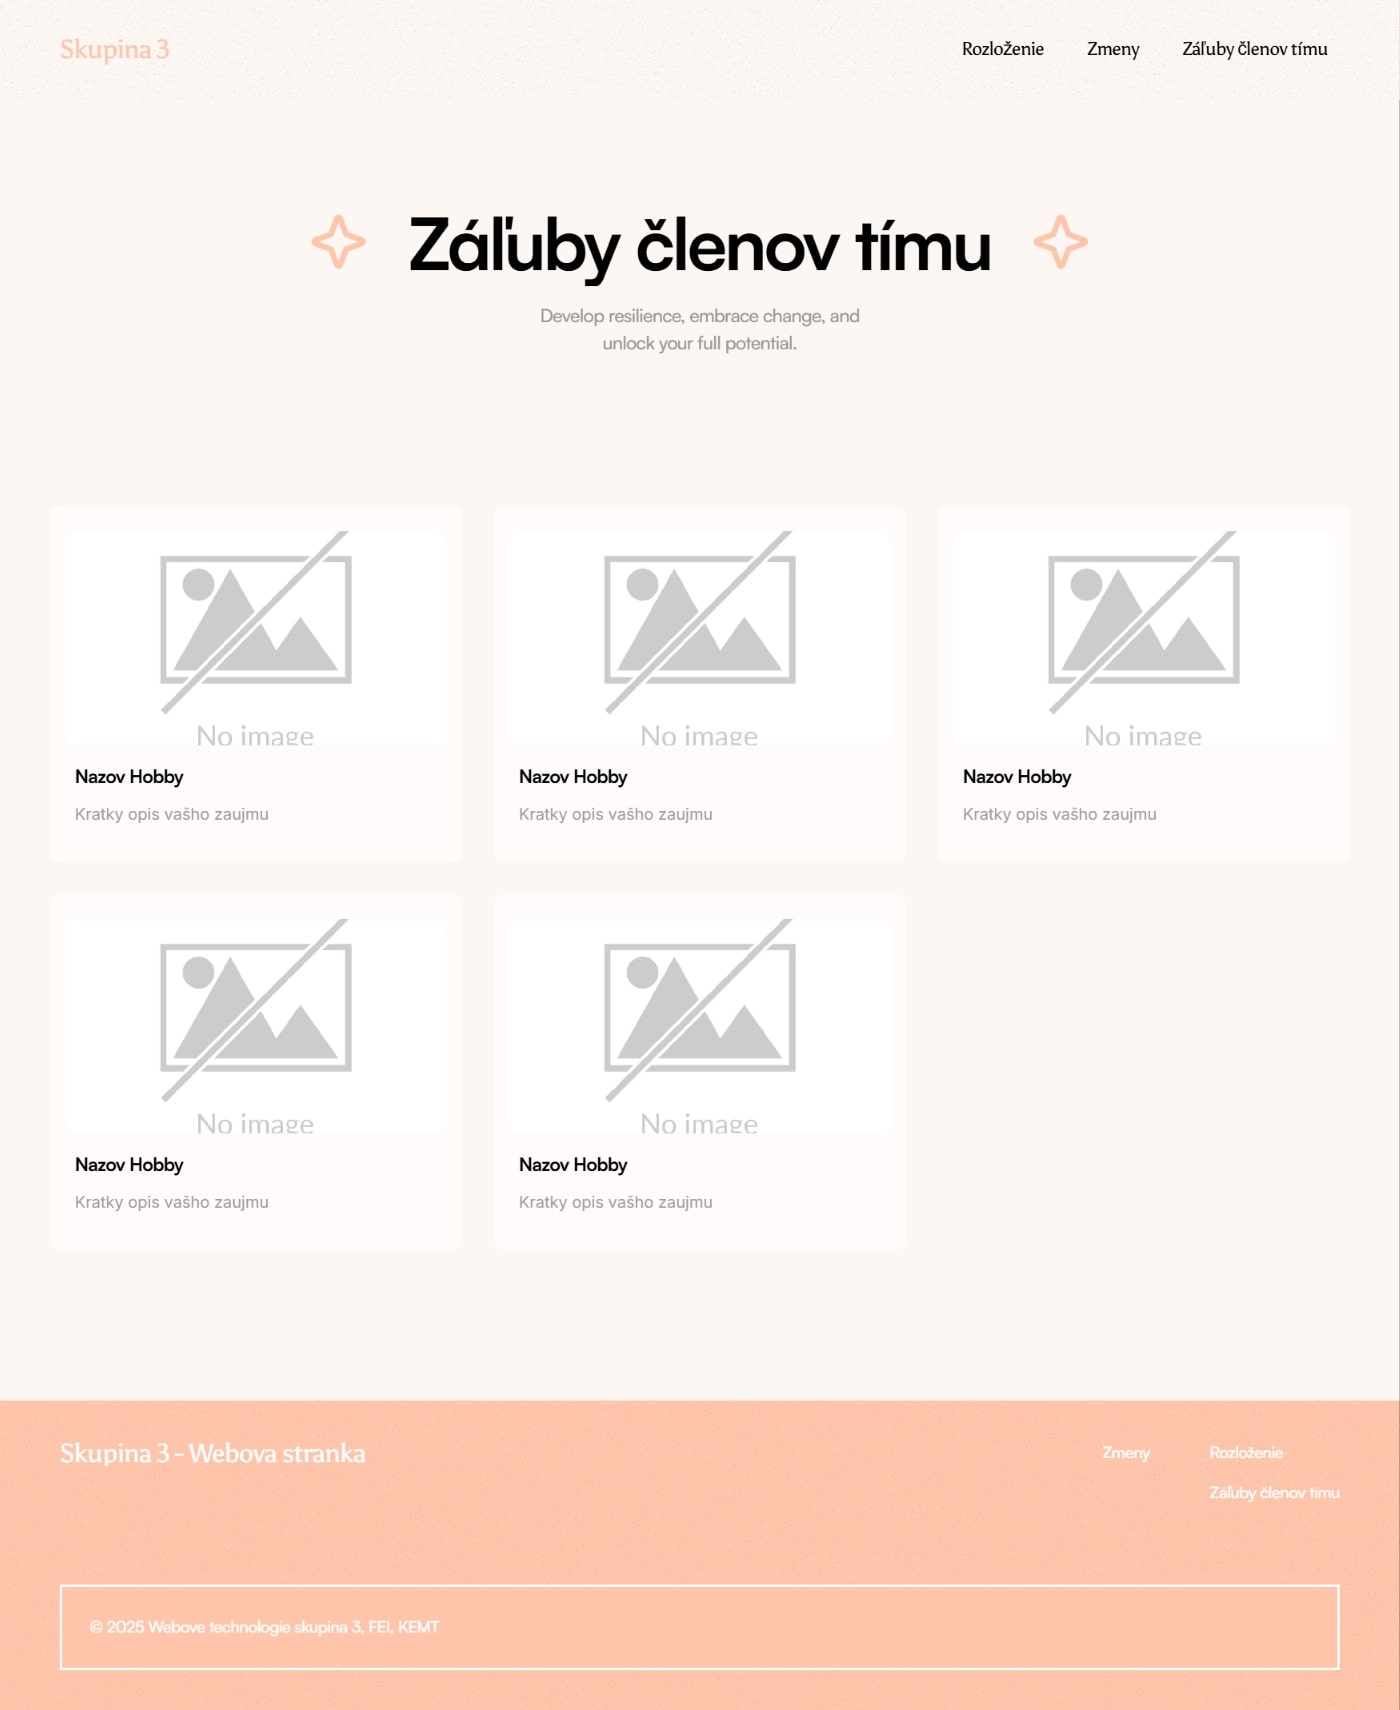 Skupina 3
Rozloženie
Zmeny
Záľuby členov tímu
Záľuby členov tímu
Develop resilience, embrace change, and
unlock your full potential.
No image
Nazov Hobby
Kratky opis vašho zaujmu
No image
Nazov Hobby
Kratky opis vašho zaujmu
No image
Nazov Hobby
Kratky opis vašho zaujmu
No image
Nazov Hobby
Kratky opis vašho zaujmu
No image
Nazov Hobby
Kratky opis vašho zaujmu
Skupina 3 - Webova stranka
Zmeny
Rozloženie
Záľuby členov tímu
© 2025 Webove technologie skupina 3, FEI, KEMT